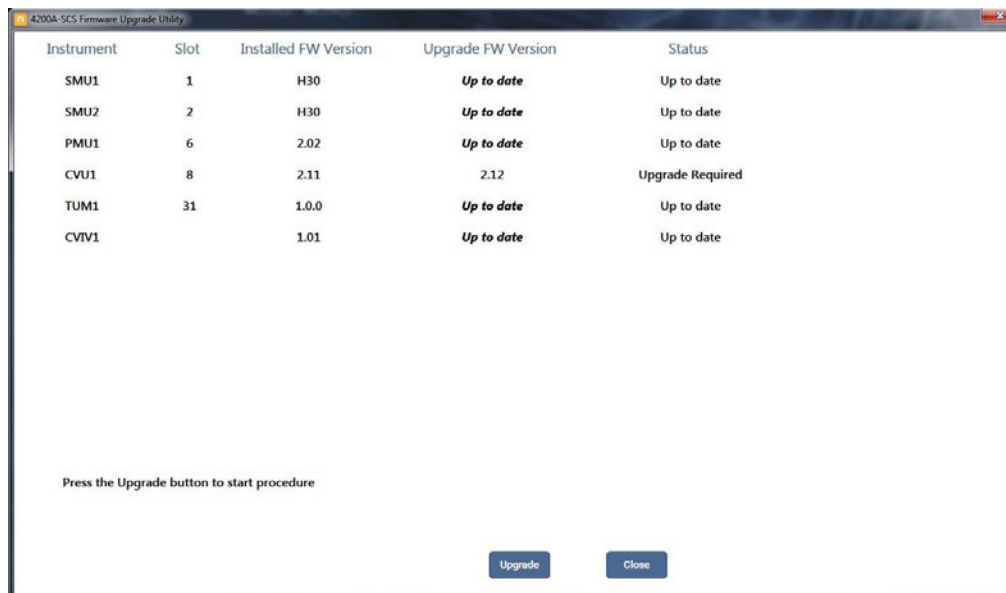 4200A-SCS Firmware Upgrade Utility
Instrument Slot Installed FW Version Upgrade FW Version Status
SMU1 1 H30 Up to date Up to date
SMU2 2 H30 Up to date Up to date
PMU1 6 2.02 Up to date Up to date
CVU1 8 2.11 2.12 Upgrade Required
TUM1 31 1.0.0 Up to date Up to date
CVIV1 1.01 Up to date Up to date
Press the Upgrade button to start procedure
Upgrade Close